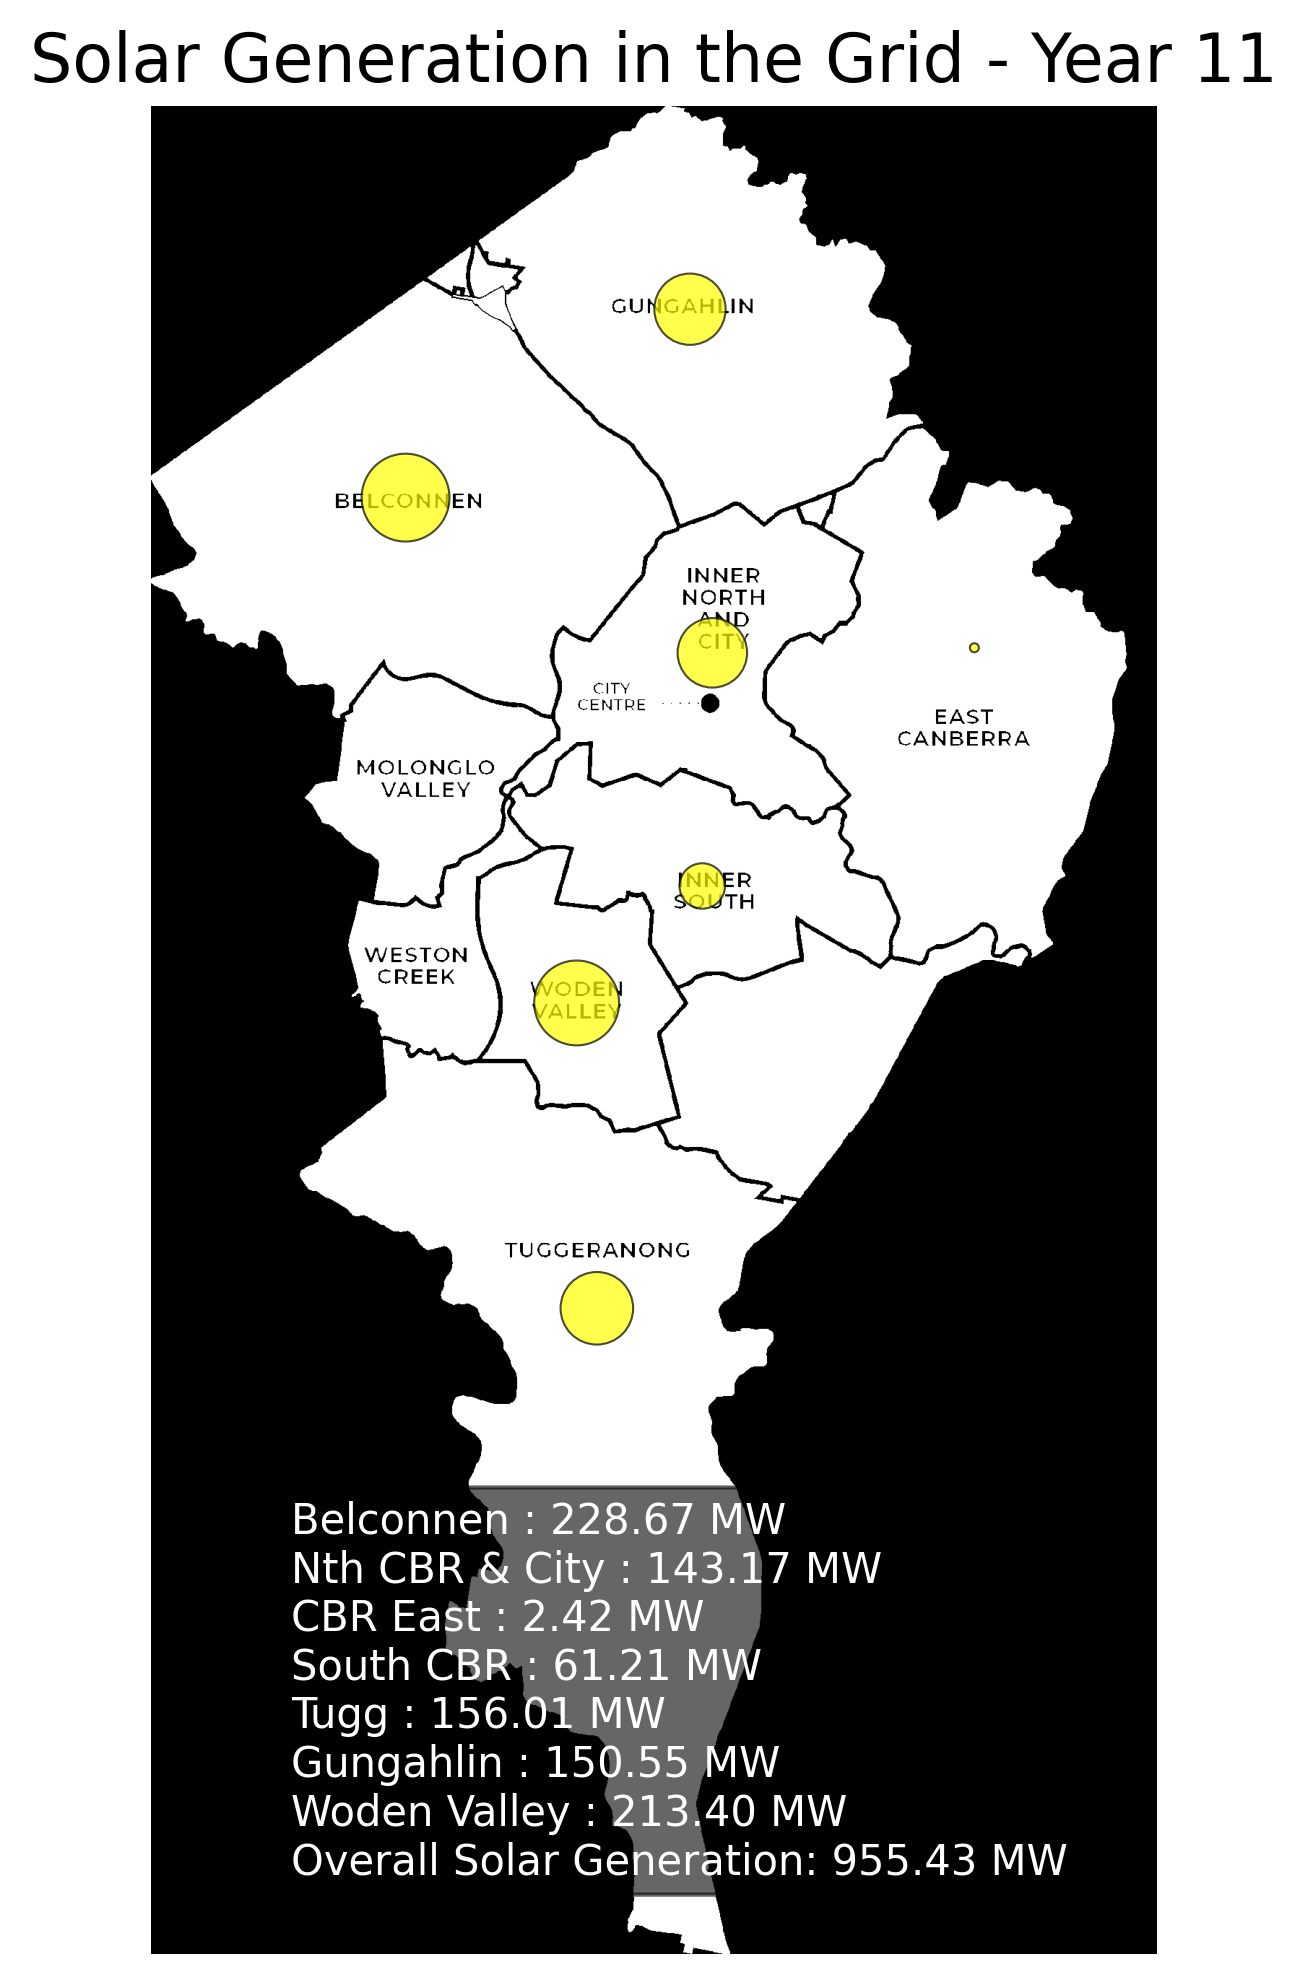 Solar Generation in the Grid - Year 11
GUNGAHLIN
BELCONNEN
INNER
NORTH
AND
CITY
CITY
CENTRE
EAST
CANBERRA
MOLONGLO
VALLEY
INNER
SOUTH
WESTON
CREEK
WODEN
VALLEY
TUGGERANONG
Belconnen : 228.67 MW
Nth CBR & City : 143.17 MW
CBR East : 2.42 MW
South CBR : 61.21 MW
Tugg : 156.01 MW
Gungahlin : 150.55 MW
Woden Valley : 213.40 MW
Overall Solar Generation: 955.43 MW